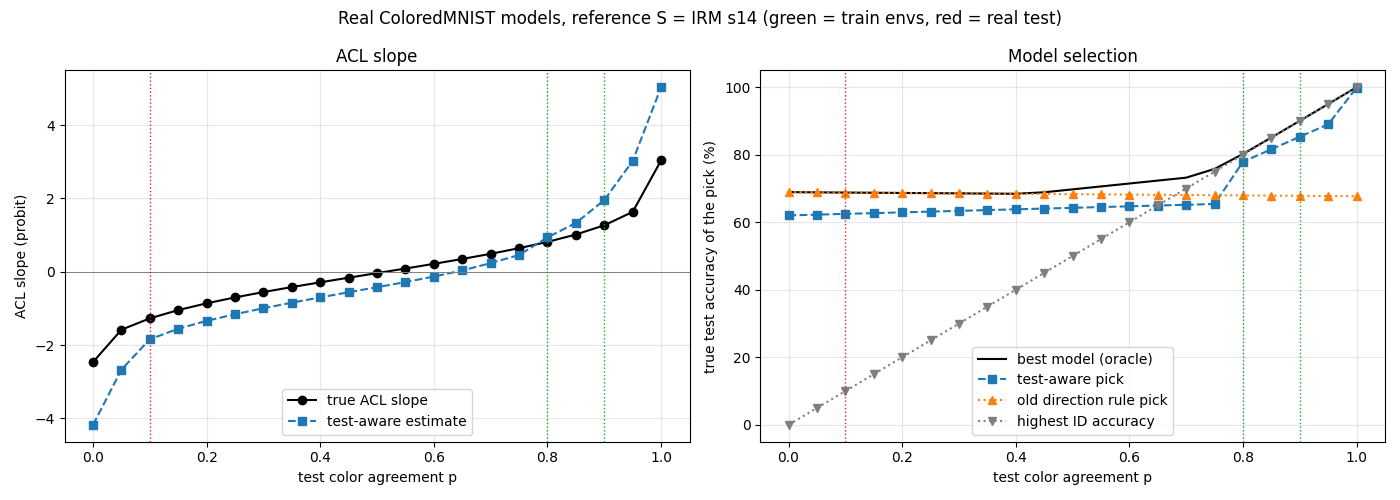 Real ColoredMNIST models, reference S = IRM s14 (green = train envs, red = real test)
ACL slope
ACL slope (probit)
4
2
0
−2
−4
true ACL slope
test-aware estimate
0.0 0.2 0.4 0.6 0.8 1.0
test color agreement p
Model selection
true test accuracy of the pick (%)
100
80
60
40
20
0
best model (oracle)
test-aware pick
old direction rule pick
highest ID accuracy
0.0 0.2 0.4 0.6 0.8 1.0
test color agreement p